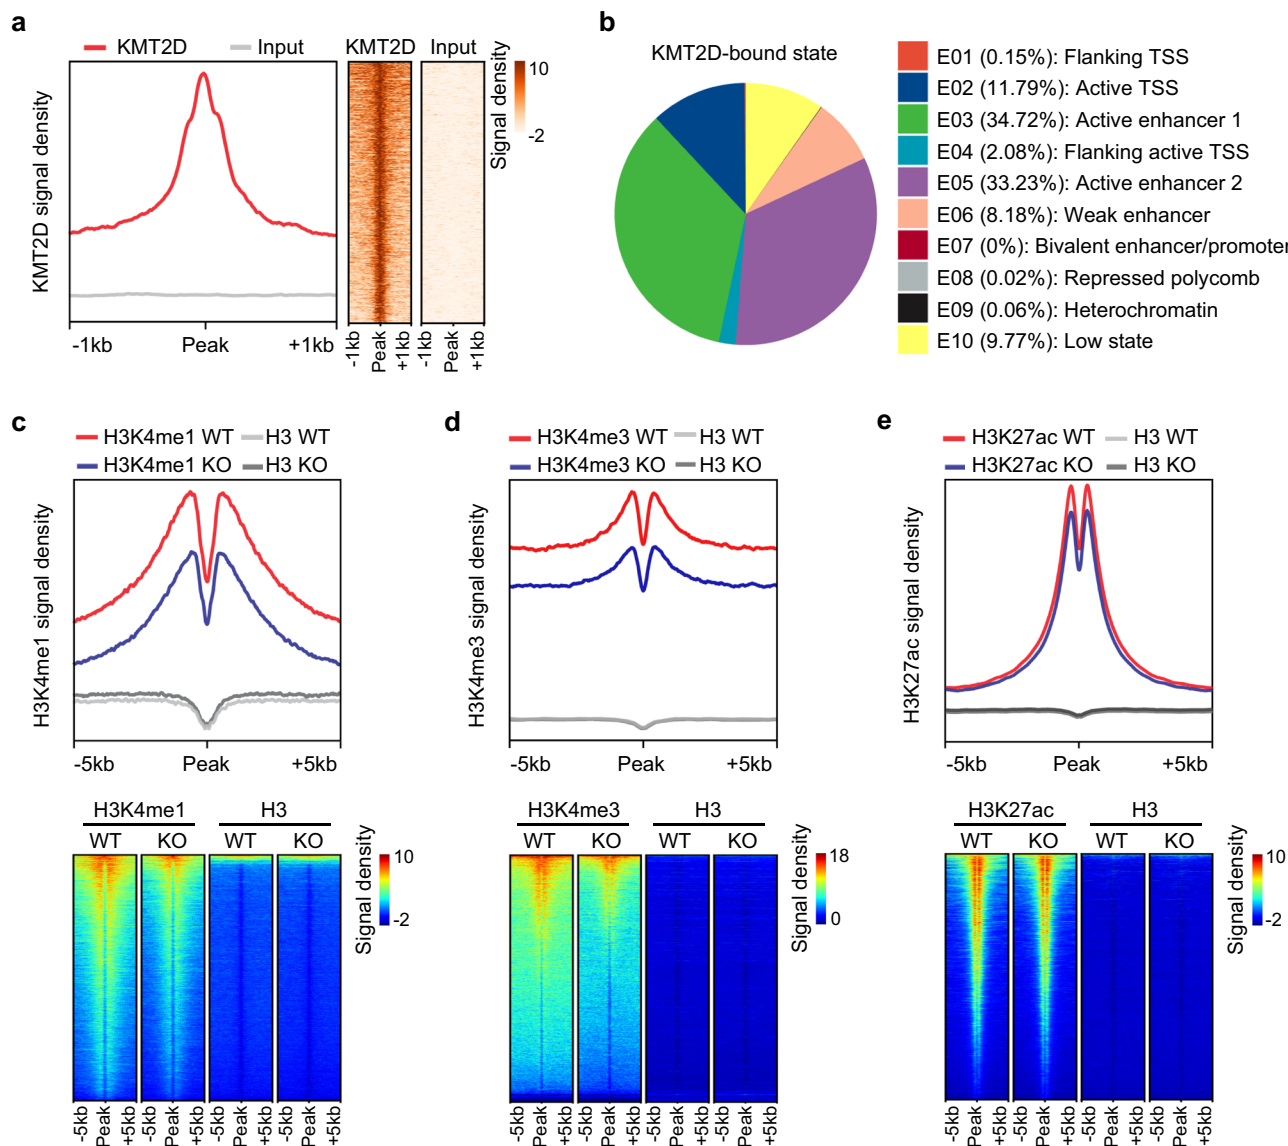 a
KMT2D Input
KMT2D signal density
-1kb Peak +1kb
KMT2D Input
-1kb Peak +1kb -1kb Peak +1kb
Signal density
10
-2
b
KMT2D-bound state
E01 (0.15%): Flanking TSS
E02 (11.79%): Active TSS
E03 (34.72%): Active enhancer 1
E04 (2.08%): Flanking active TSS
E05 (33.23%): Active enhancer 2
E06 (8.18%): Weak enhancer
E07 (0%): Bivalent enhancer/promoter
E08 (0.02%): Repressed polycomb
E09 (0.06%): Heterochromatin
E10 (9.77%): Low state
c
H3K4me1 WT H3 WT
H3K4me1 KO H3 KO
H3K4me1 signal density
-5kb Peak +5kb
H3K4me1 H3
WT KO WT KO
Signal density
10
-2
-5kb Peak +5kb -5kb Peak +5kb -5kb Peak +5kb -5kb Peak +5kb
d
H3K4me3 WT H3 WT
H3K4me3 KO H3 KO
H3K4me3 signal density
-5kb Peak +5kb
H3K4me3 H3
WT KO WT KO
Signal density
18
0
-5kb Peak +5kb -5kb Peak +5kb -5kb Peak +5kb -5kb Peak +5kb
e
H3K27ac WT H3 WT
H3K27ac KO H3 KO
H3K27ac signal density
-5kb Peak +5kb
H3K27ac H3
WT KO WT KO
Signal density
10
-2
-5kb Peak +5kb -5kb Peak +5kb -5kb Peak +5kb -5kb Peak +5kb